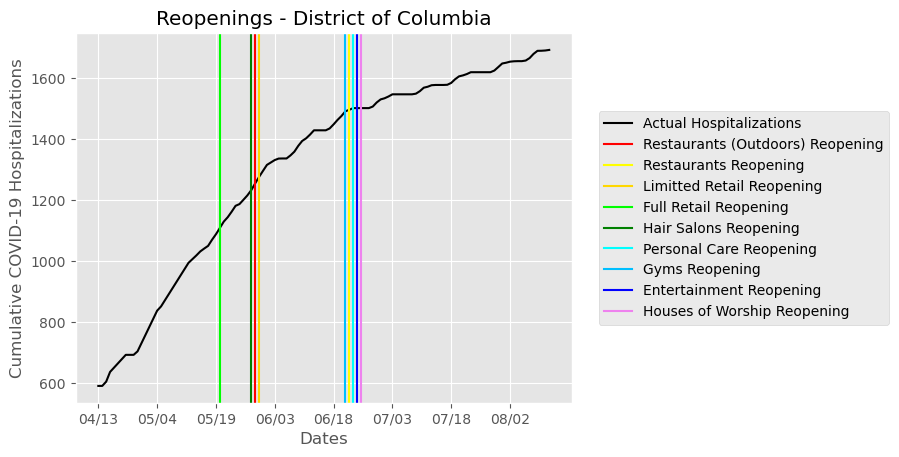 Reopenings - District of Columbia
Cumulative COVID-19 Hospitalizations
1600
1400
1200
1000
800
600
04/13 05/04 05/19 06/03 06/18 07/03 07/18 08/02
Dates
Actual Hospitalizations
Restaurants (Outdoors) Reopening
Restaurants Reopening
Limitted Retail Reopening
Full Retail Reopening
Hair Salons Reopening
Personal Care Reopening
Gyms Reopening
Entertainment Reopening
Houses of Worship Reopening